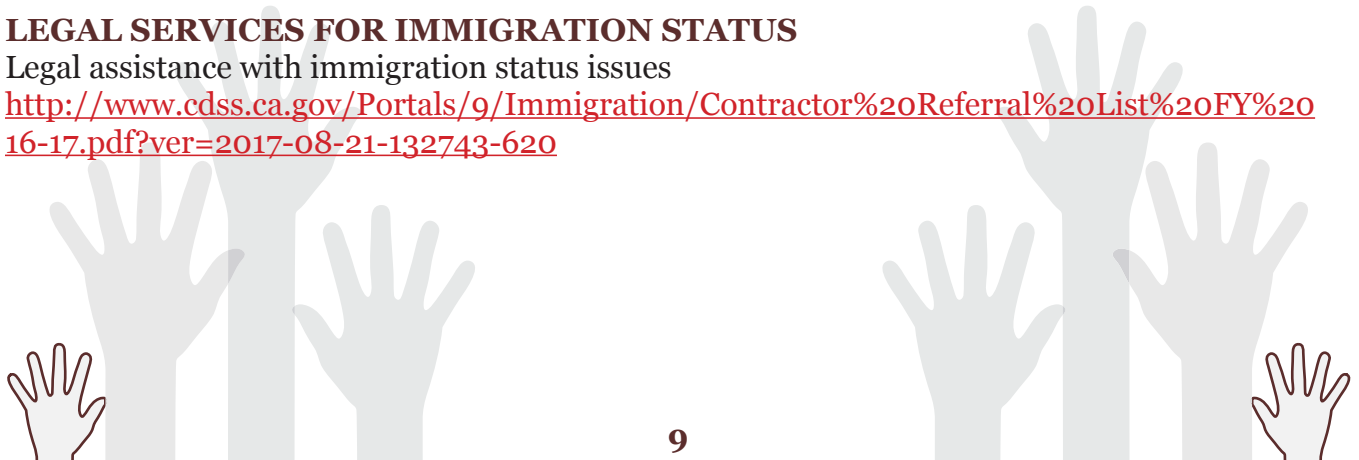 LEGAL SERVICES FOR IMMIGRATION STATUS
Legal assistance with immigration status issues
http://www.cdss.ca.gov/Portals/9/Immigration/Contractor%20Referral%20List%20FY%20
16-17.pdf?ver=2017-08-21-132743-620
9